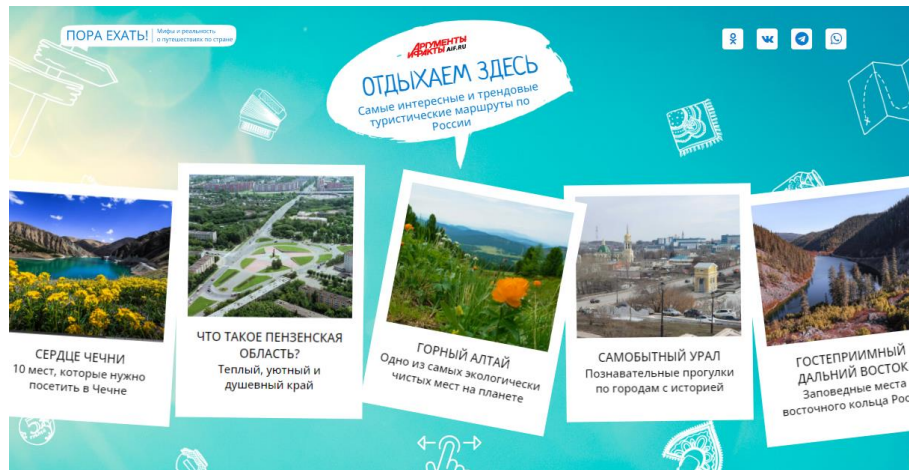 ПОРА ЕХАТЬ!
Мифы и реальность
о путешествиях по стране
АРГУМЕНТЫ
И ФАКТЫ AIF.RU
ОТДЫХАЕМ ЗДЕСЬ
Самые интересные и трендовые
туристические маршруты по
России
СЕРДЦЕ ЧЕЧНИ
10 мест, которые нужно
посетить в Чечне
ЧТО ТАКОЕ ПЕНЗЕНСКАЯ
ОБЛАСТЬ?
Теплый, уютный и
душевный край
ГОРНЫЙ АЛТАЙ
Одно из самых экологически
чистых мест на планете
САМОБЫТНЫЙ УРАЛ
Познавательные прогулки
по городам с историей
ГОСТЕПРИИМНЫЙ
ДАЛЬНИЙ ВОСТОК
Заповедные места
восточного кольца Рос